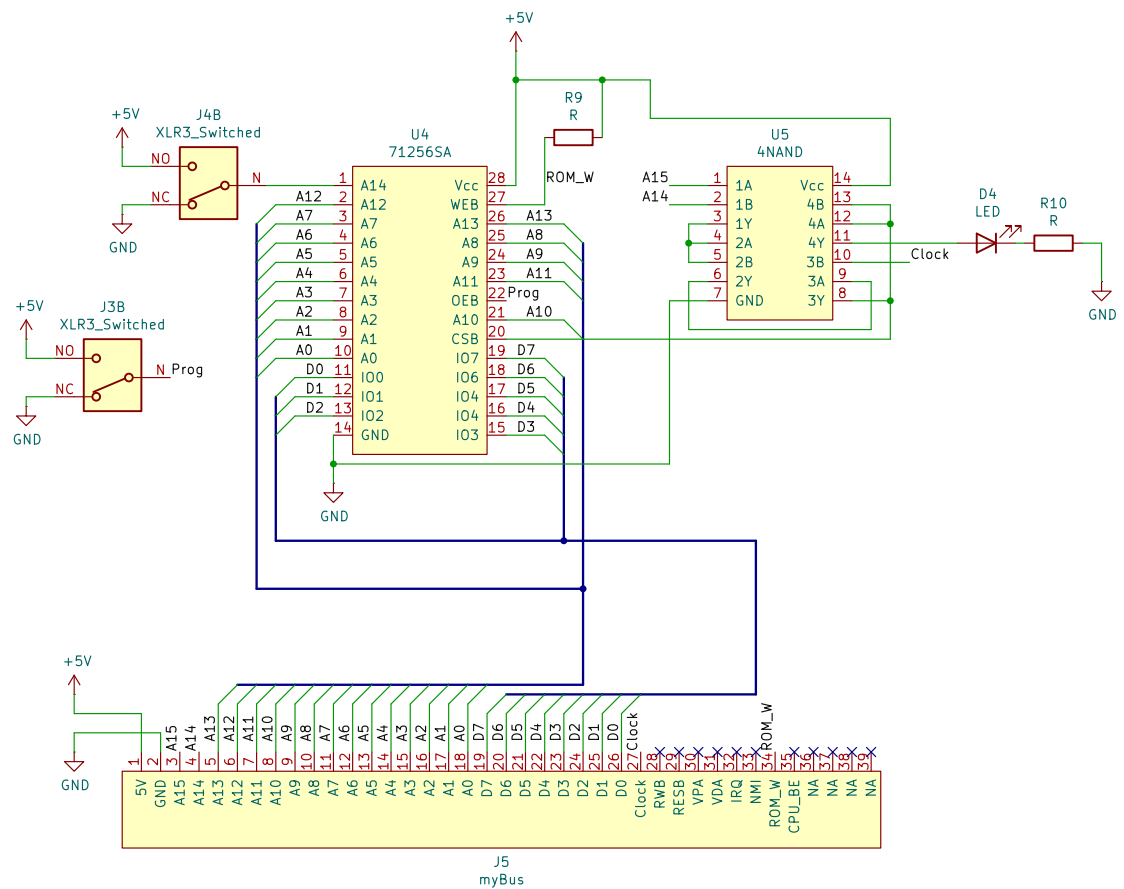 +5V
R9
R
+5V
J4B
XLR3_Switched
NO
NC
N
GND
U4
71256SA
ROM_W
U5
4NAND
1 A14 Vcc 28
A12 2 A12 WEB 27
A7 3 A7 A13 26 A13
A6 4 A6 A8 25 A8
A5 5 A5 A9 24 A9
A4 6 A4 A11 23 A11
A3 7 A3 OEB 22 Prog
A2 8 A2 A10 21 A10
A1 9 A1 CSB 20
A0 10 A0 IO7 19 D7
D0 11 IO0 IO6 18 D6
D1 12 IO1 IO4 17 D5
D2 13 IO2 IO4 16 D4
14 GND IO3 15 D3
GND
A15 1 1A Vcc 14
A14 2 1B 4B 13
3 1Y 4A 12
4 2A 4Y 11
5 2B 3B 10 Clock
6 2Y 3A 9
7 GND 3Y 8
D4
LED
R10
R
GND
+5V
J3B
XLR3_Switched
NO
NC
N Prog
GND
+5V
GND
A15 A14 A13 A12 A11 A10 A9 A8 A7 A6 A5 A4 A3 A2 A1 A0 D7 D6 D5 D4 D3 D2 D1 D0 Clock ROM_W
1 2 3 4 5 6 7 8 9 10 11 12 13 14 15 16 17 18 19 20 21 22 23 24 25 26 27 28 29 30 31 32 33 34 35 36 37 38 39
5V GND A15 A14 A13 A12 A11 A10 A9 A8 A7 A6 A5 A4 A3 A2 A1 A0 D7 D6 D5 D4 D3 D2 D1 D0 Clock RWB RESB VPA VDA IRQ NMI ROM_W CPU_BE NA NA NA NA
J5
myBus